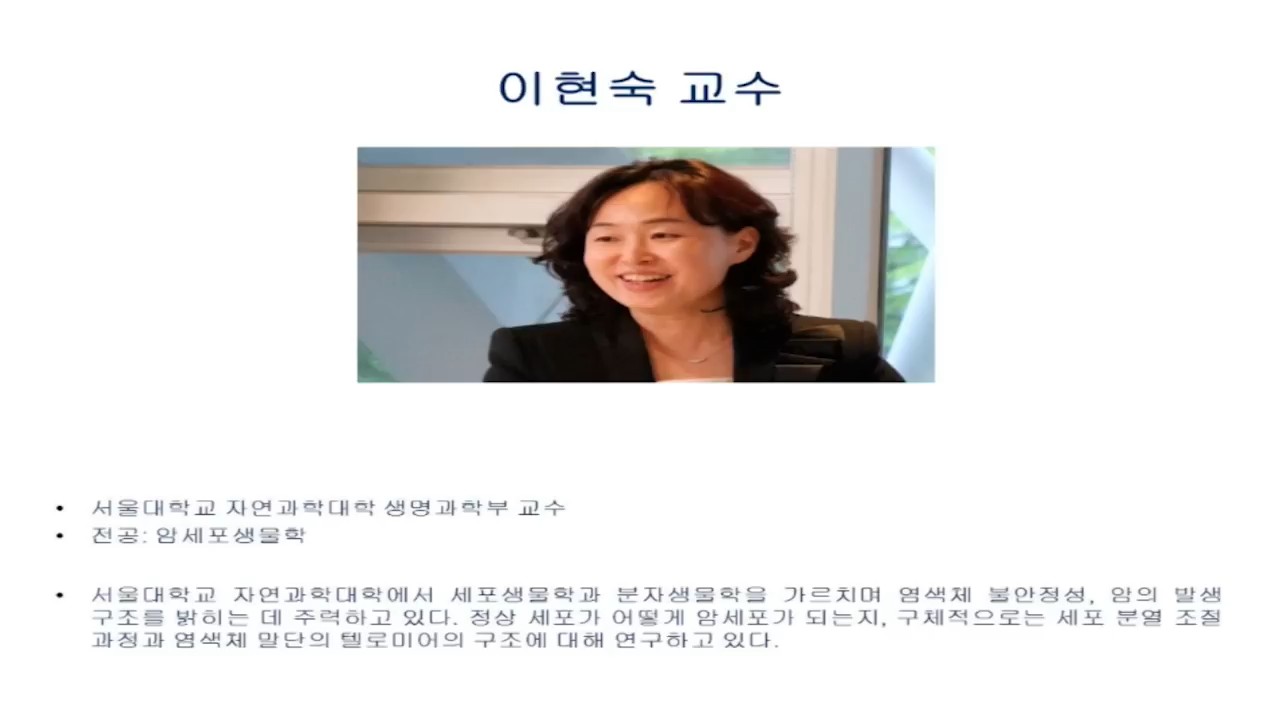 이현숙 교수
• 서울대학교 자연과학대학 생명과학부 교수
• 전공: 암세포생물학
• 서울대학교 자연과학대학에서 세포생물학과 분자생물학을 가르치며 염색체 불안정성, 암의 발생
구조를 밝히는 데 주력하고 있다. 정상 세포가 어떻게 암세포가 되는지, 구체적으로는 세포 분열 조절
과정과 염색체 말단의 텔로미어의 구조에 대해 연구하고 있다.